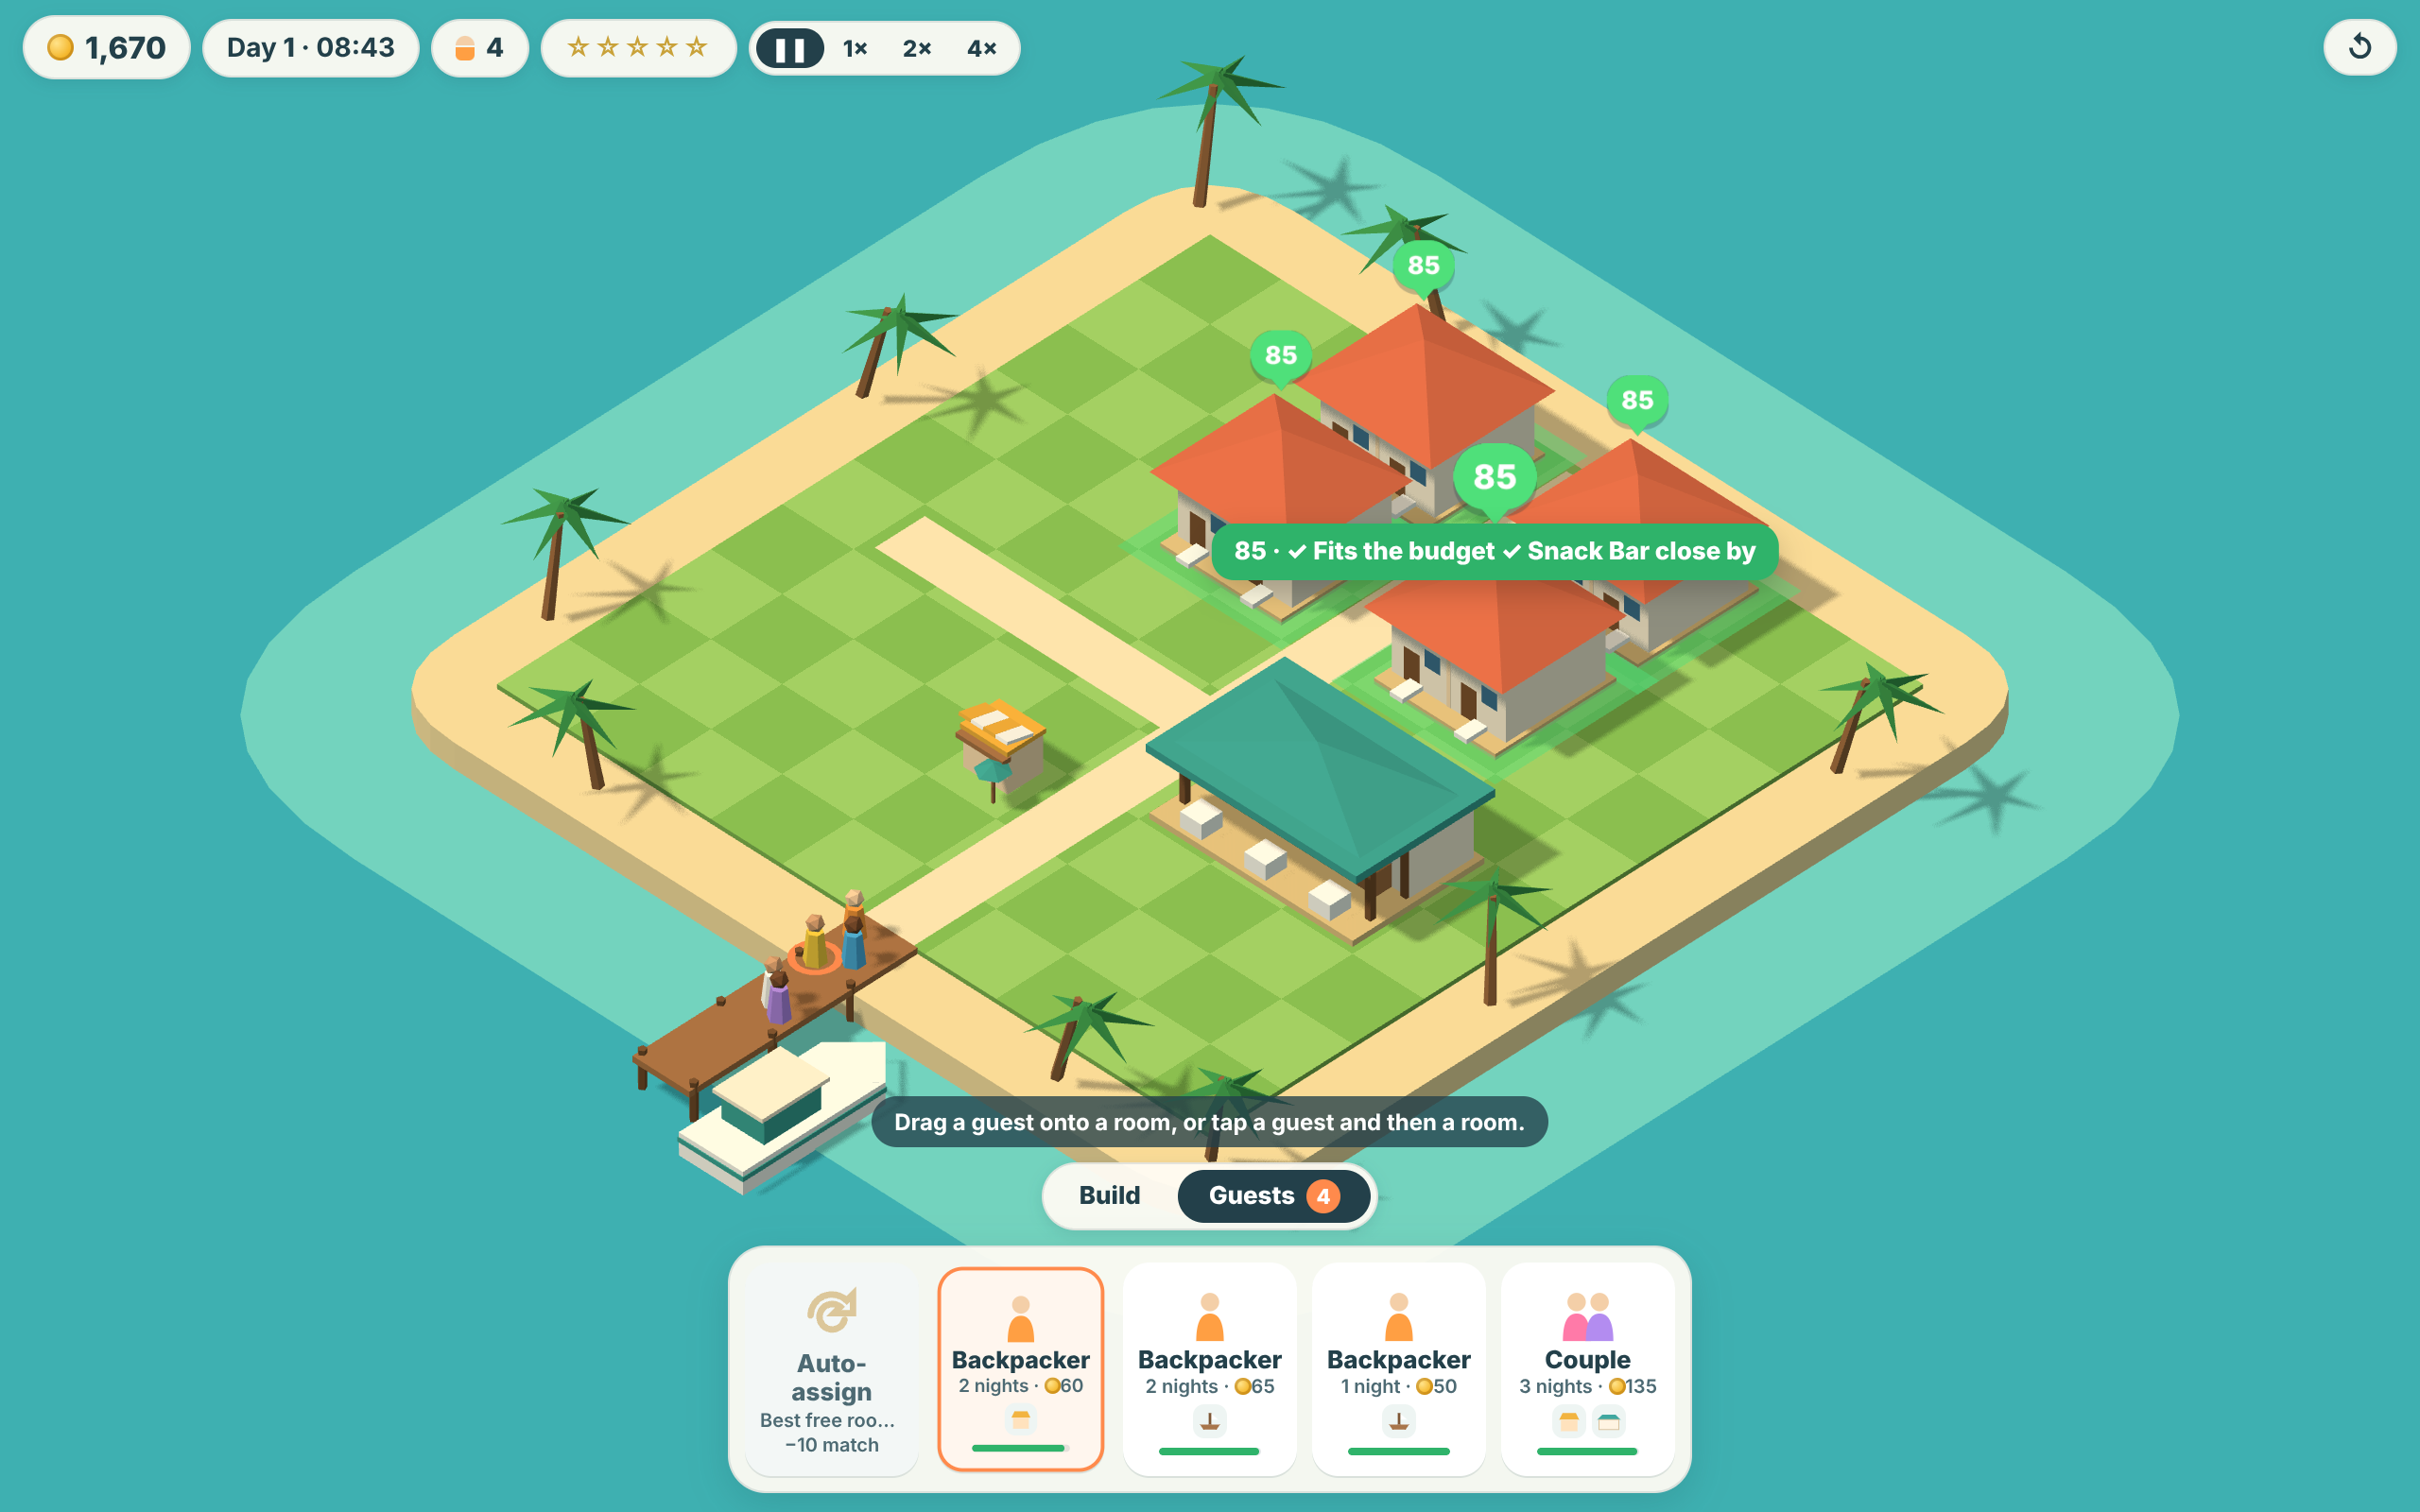 1,670
Day 1 · 08:43
4
1×
2×
4×
85
85
85
85
85 · ✓ Fits the budget ✓ Snack Bar close by
Drag a guest onto a room, or tap a guest and then a room.
Build
Guests 4
Auto-
assign
Best free roo...
−10 match
Backpacker
2 nights · 60
Backpacker
2 nights · 65
Backpacker
1 night · 50
Couple
3 nights · 135